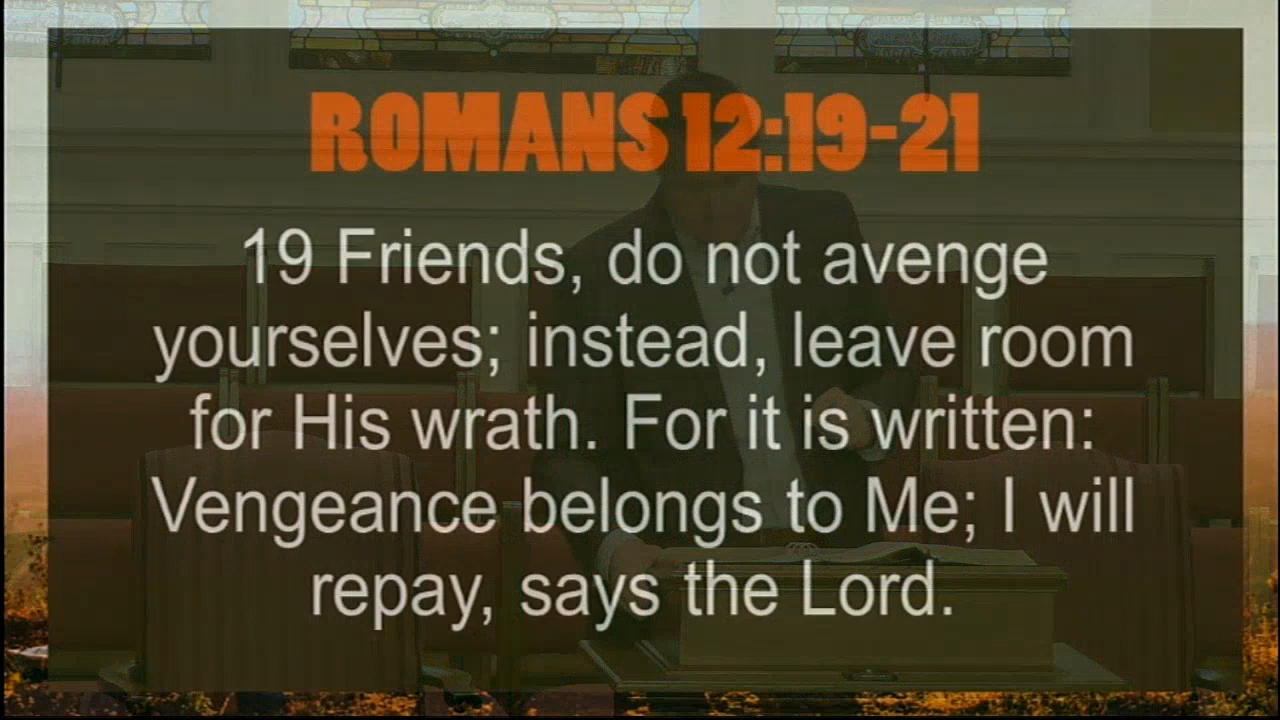 ROMANS 12:19-21
19 Friends, do not avenge
yourselves; instead, leave room
for His wrath. For it is written:
Vengeance belongs to Me; I will
repay, says the Lord.